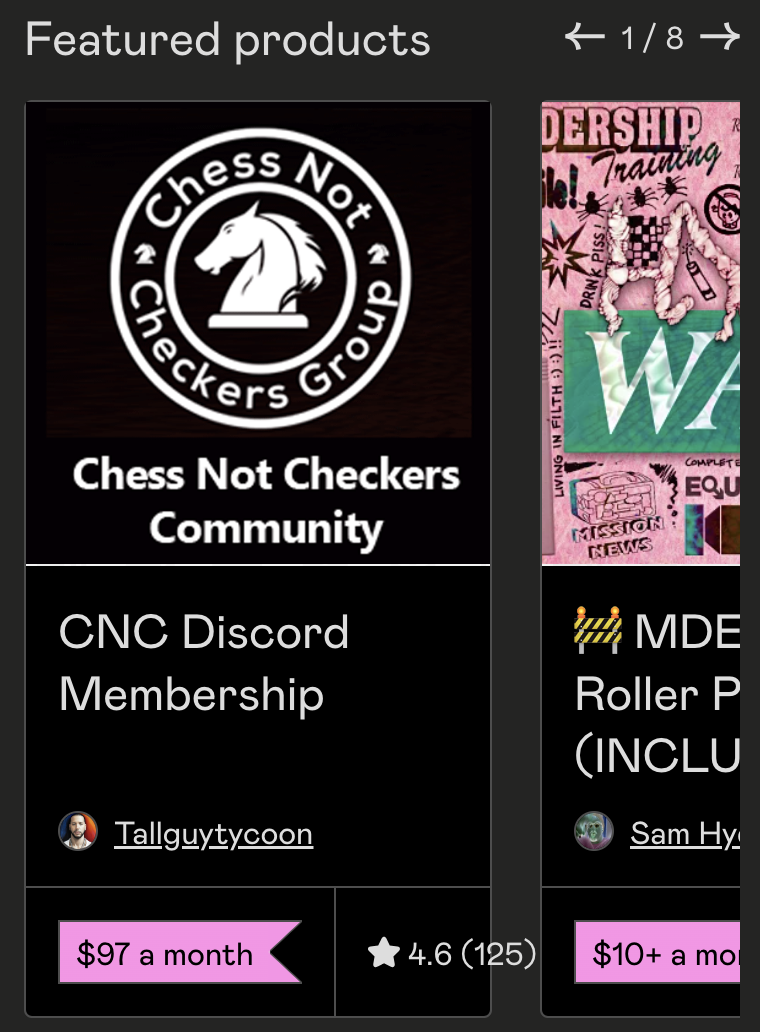 Featured products
← 1 / 8 →
Chess Not
Checkers Group
Chess Not Checkers
Community
CNC Discord
Membership
Tallguytycoon
$97 a month
★ 4.6 (125)
DERSHIP
Training
DRINK PISS!
WA
LIVING IN FILTH :) :) !!
COMPLETE
EQU
MISSION
NEWS
🚧 MDE
Roller P
(INCLU
Sam Hy
$10+ a mo